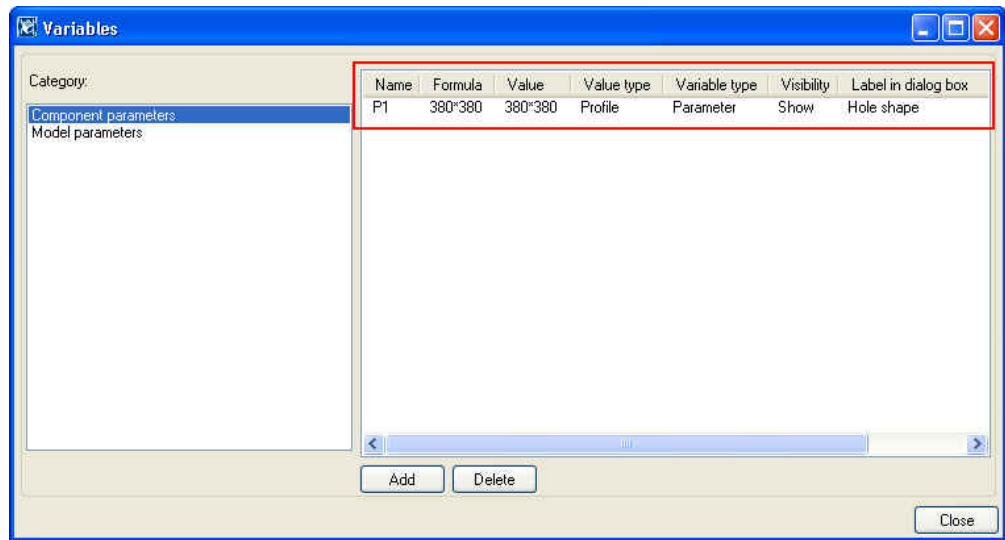 Variables
Category:
Component parameters
Model parameters
Name Formula Value Value type Variable type Visibility Label in dialog box
P1 380*380 380*380 Profile Parameter Show Hole shape
Add Delete
Close